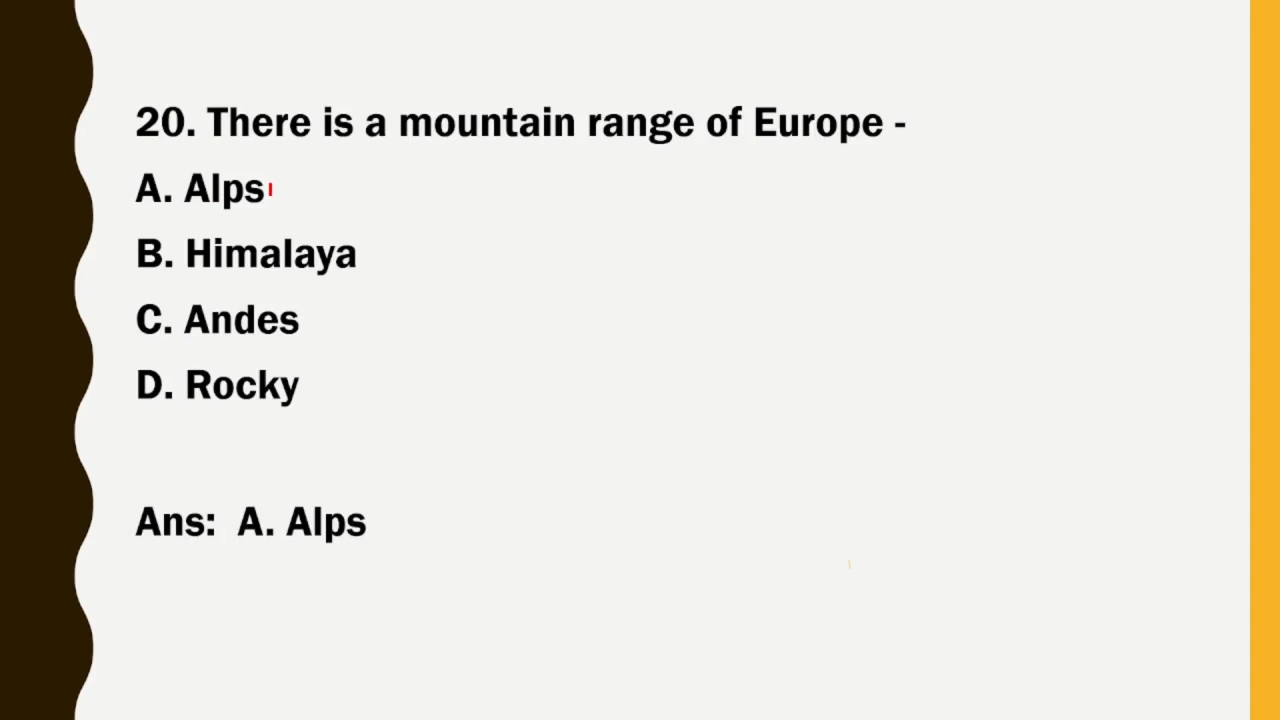 20. There is a mountain range of Europe -
A. Alps
B. Himalaya
C. Andes
D. Rocky
Ans: A. Alps